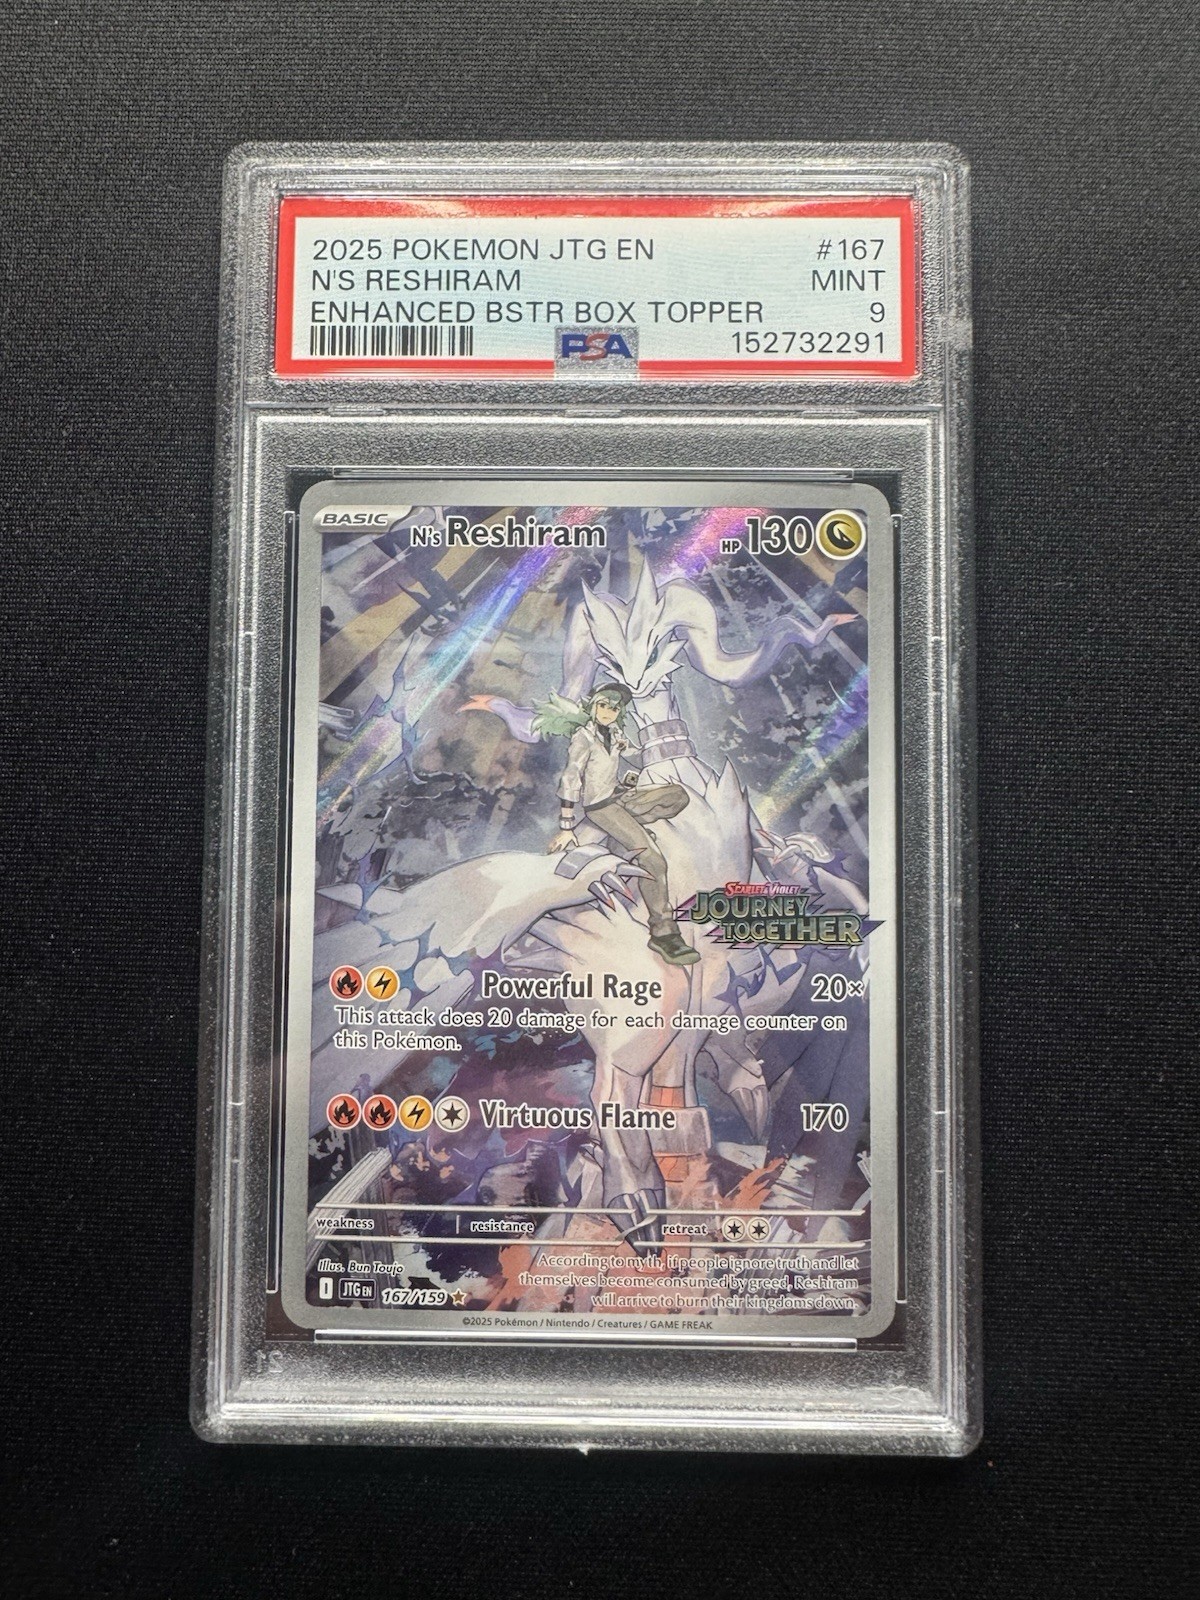 2025 POKEMON JTG EN #167
N'S RESHIRAM MINT
ENHANCED BSTR BOX TOPPER 9
PSA 152732291
BASIC N's Reshiram HP 130
SCARLET & VIOLET
JOURNEY
TOGETHER
Powerful Rage 20×
This attack does 20 damage for each damage counter on
this Pokémon.
Virtuous Flame 170
weakness resistance retreat
Illus. Bun Toujo
According to myth, if people ignore truth and let
themselves become consumed by greed, Reshiram
will arrive to burn their kingdoms down.
I JTG EN 167/159
©2025 Pokémon / Nintendo / Creatures / GAME FREAK